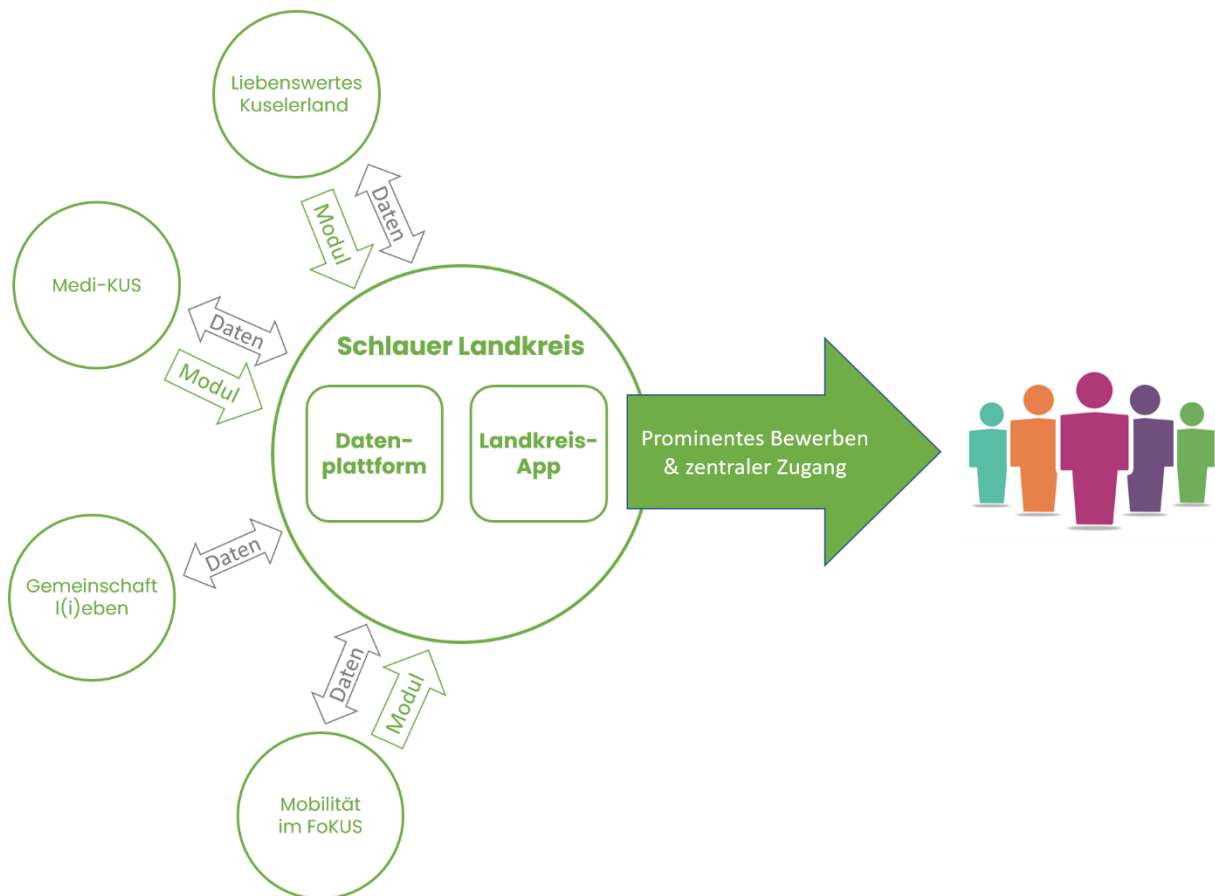 Liebenswertes
Kuselerland
Modul
Daten
Medi-KUS
Daten
Modul
Schlauer Landkreis
Daten-
plattform
Landkreis-
App
Prominentes Bewerben
& zentraler Zugang
Gemeinschaft
l(i)eben
Daten
Daten
Modul
Mobilität
im FoKUS